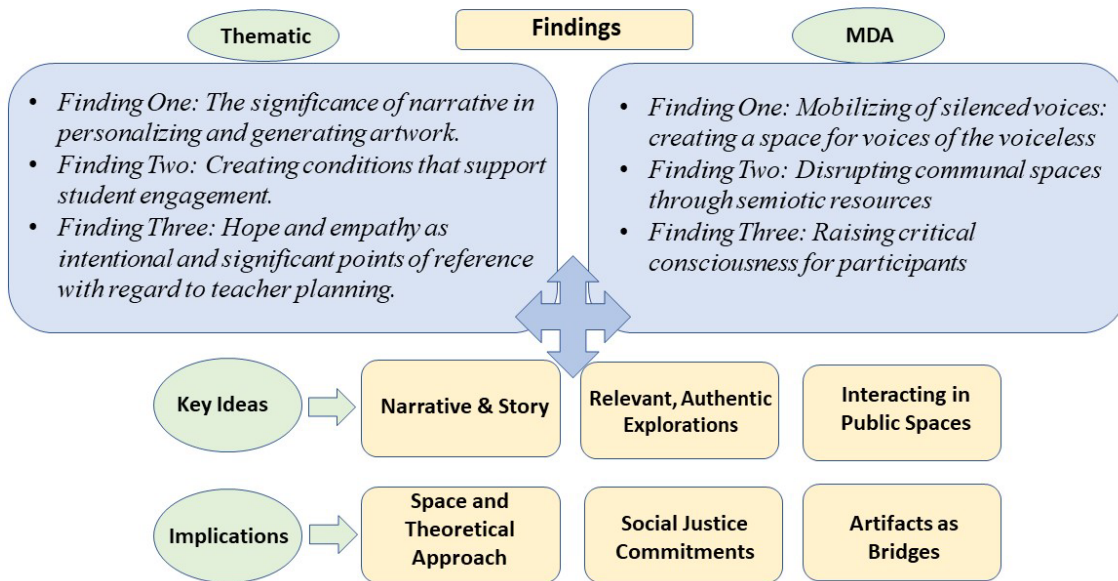 Thematic
Findings
MDA
• Finding One: The significance of narrative in
personalizing and generating artwork.
• Finding Two: Creating conditions that support
student engagement.
• Finding Three: Hope and empathy as
intentional and significant points of reference
with regard to teacher planning.
• Finding One: Mobilizing of silenced voices:
creating a space for voices of the voiceless
• Finding Two: Disrupting communal spaces
through semiotic resources
• Finding Three: Raising critical
consciousness for participants
Key Ideas
Narrative & Story
Relevant, Authentic
Explorations
Interacting in
Public Spaces
Implications
Space and
Theoretical
Approach
Social Justice
Commitments
Artifacts as
Bridges